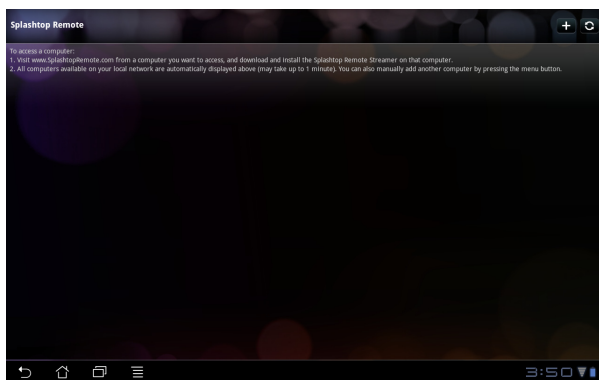 Splashtop Remote
To access a computer:
1. Visit www.SplashtopRemote.com from a computer you want to access, and download and install the Splashtop Remote Streamer on that computer.
2. All computers available on your local network are automatically displayed above (may take up to 1 minute). You can also manually add another computer by pressing the menu button.
3:50